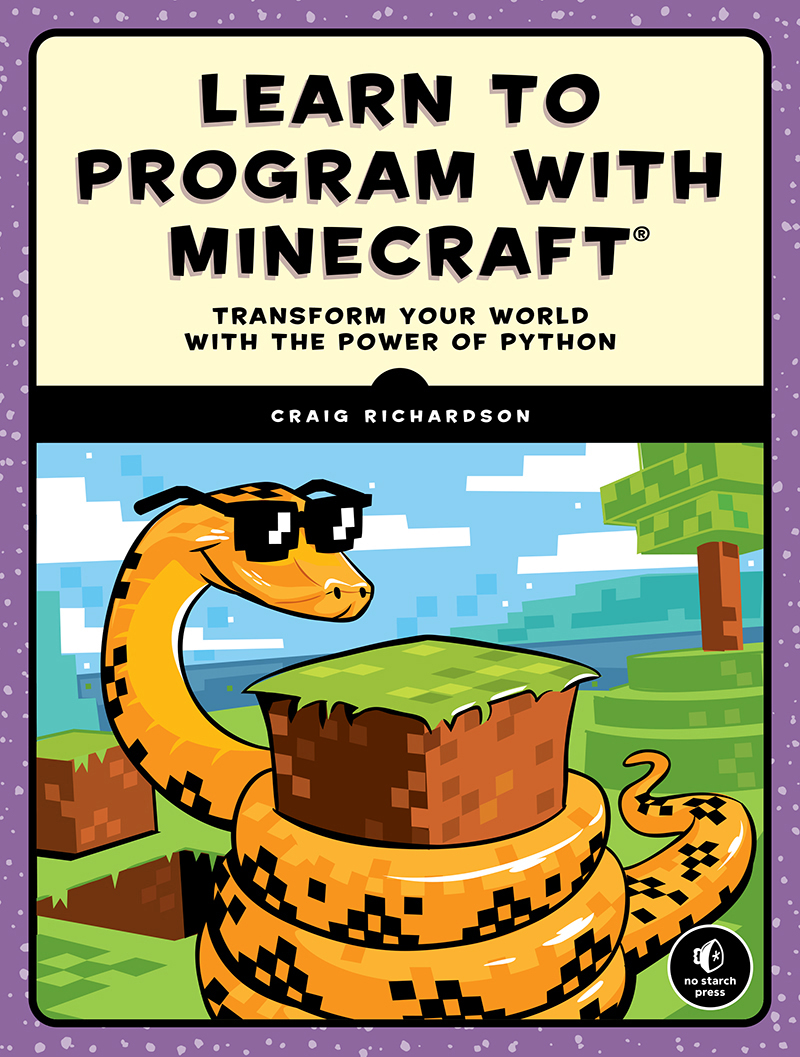 LEARN TO
PROGRAM WITH
MINECRAFT®
TRANSFORM YOUR WORLD
WITH THE POWER OF PYTHON
CRAIG RICHARDSON
no starch
press